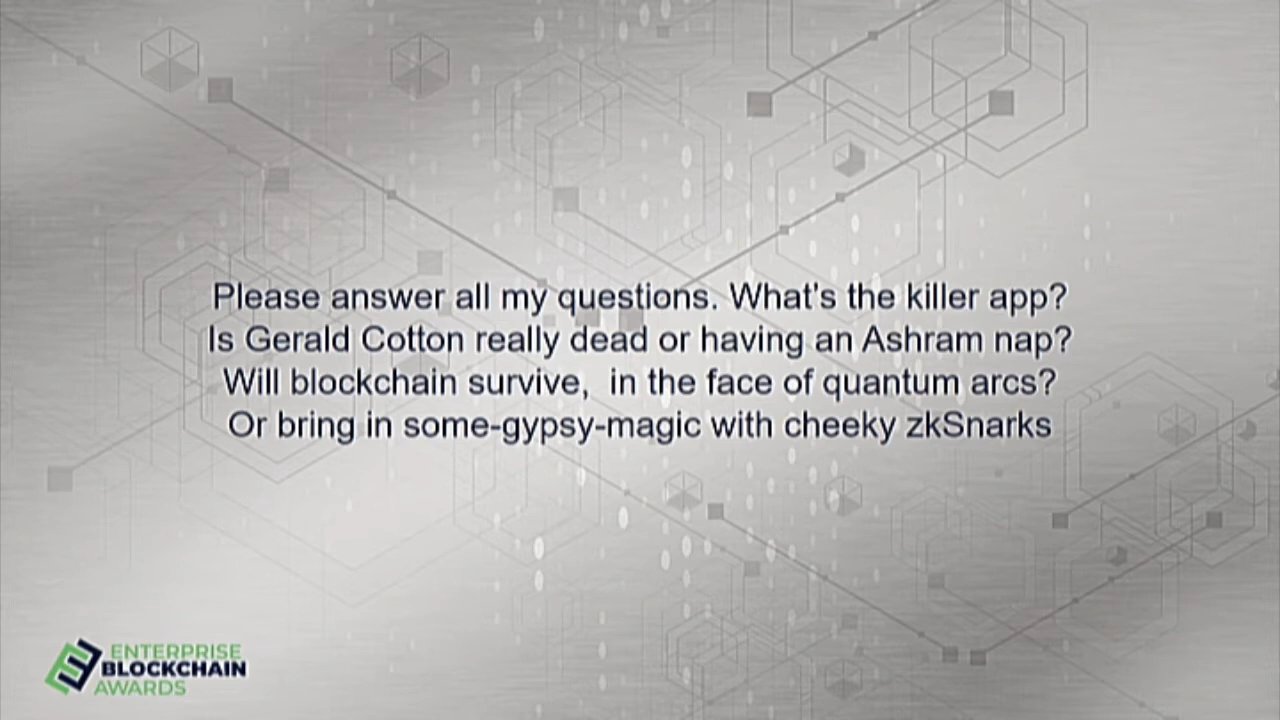 Please answer all my questions. What's the killer app?
Is Gerald Cotton really dead or having an Ashram nap?
Will blockchain survive,  in the face of quantum arcs?
Or bring in some-gypsy-magic with cheeky zkSnarks
ENTERPRISE
BLOCKCHAIN
AWARDS